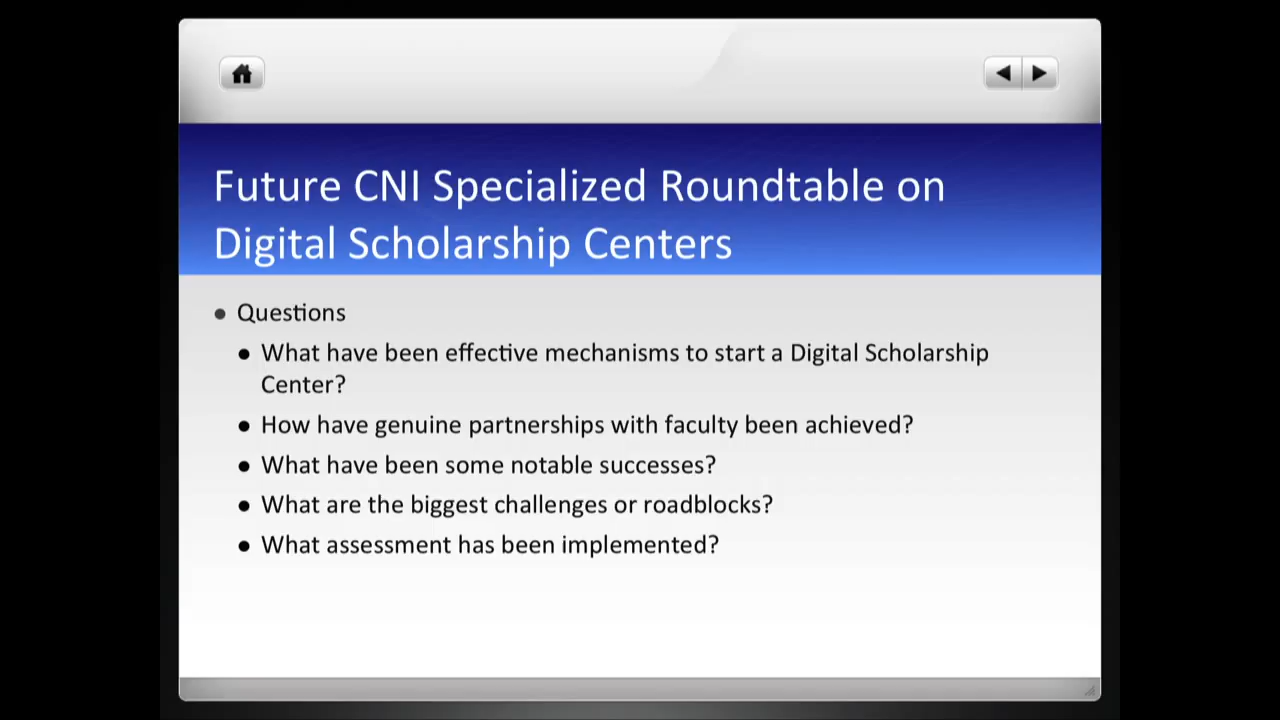 Future CNI Specialized Roundtable on
Digital Scholarship Centers
● Questions
● What have been effective mechanisms to start a Digital Scholarship
Center?
● How have genuine partnerships with faculty been achieved?
● What have been some notable successes?
● What are the biggest challenges or roadblocks?
● What assessment has been implemented?